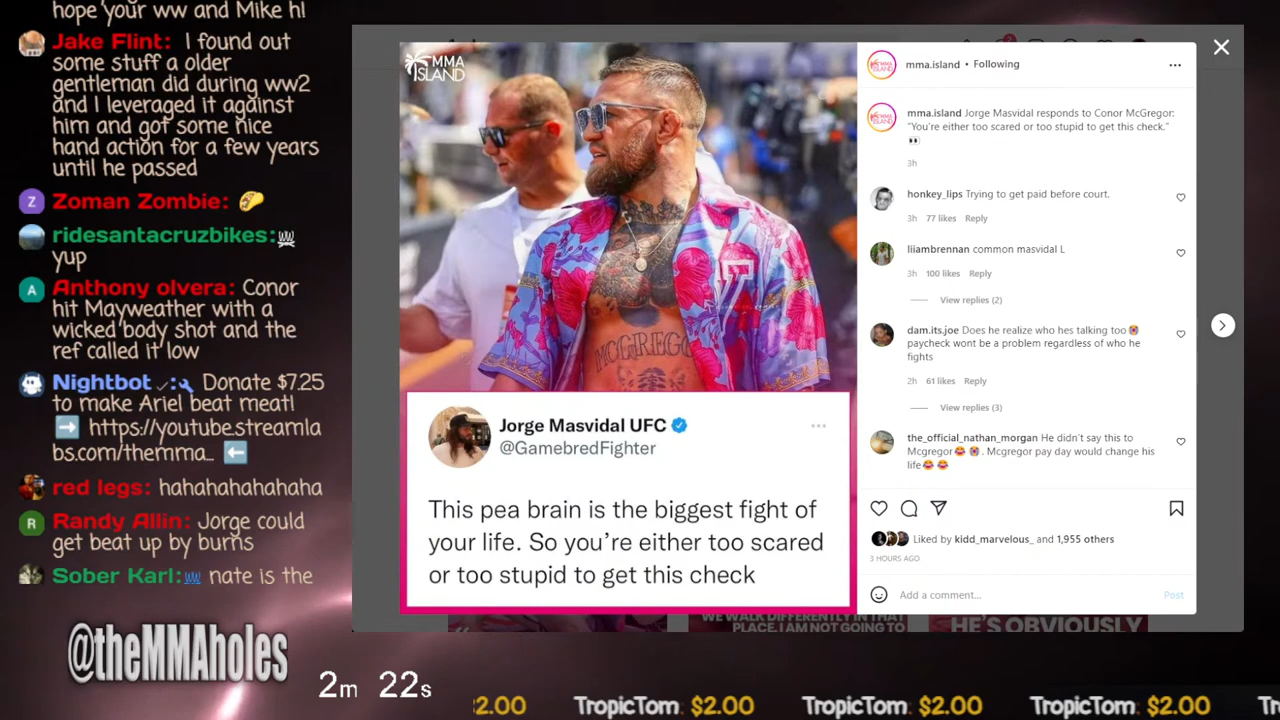 hope your ww and Mike h!
Jake Flint: I found out
some stuff a older
gentleman did during ww2
and I leveraged it against
him and got some nice
hand action for a few years
until he passed
Z Zoman Zombie: 🌮
ridesantacruzbikes:
yup
A Anthony olvera: Conor
hit Mayweather with a
wicked body shot and the
ref called it low
Nightbot ✓: Donate $7.25
to make Ariel beat meat!
➡️ https://youtube.streamla
bs.com/themma... ⬅️
red legs: hahahahahahaha
R Randy Allin: Jorge could
get beat up by burns
Sober Karl: nate is the
@theMMAholes
2m 22s
MMA
ISLAND
MCGREGO
Jorge Masvidal UFC
@GamebredFighter
This pea brain is the biggest fight of
your life. So you’re either too scared
or too stupid to get this check
mma.island • Following
mma.island Jorge Masvidal responds to Conor McGregor:
“You’re either too scared or too stupid to get this check.”
👀
3h
honkey_lips Trying to get paid before court.
3h 77 likes Reply
liiambrennan common masvidal L
3h 100 likes Reply
View replies (2)
dam.its.joe Does he realize who hes talking too
paycheck wont be a problem regardless of who he
fights
2h 61 likes Reply
View replies (3)
the_official_nathan_morgan He didn't say this to
Mcgregor😂 . Mcgregor pay day would change his
life😂 😂
Liked by kidd_marvelous_ and 1,955 others
3 HOURS AGO
Add a comment... Post
WE WALK DIFFERENTLY IN THAT
PLACE. I AM NOT GOING TO
HE'S OBVIOUSLY
2.00 TropicTom: $2.00 TropicTom: $2.00 TropicTom: $2.00 T